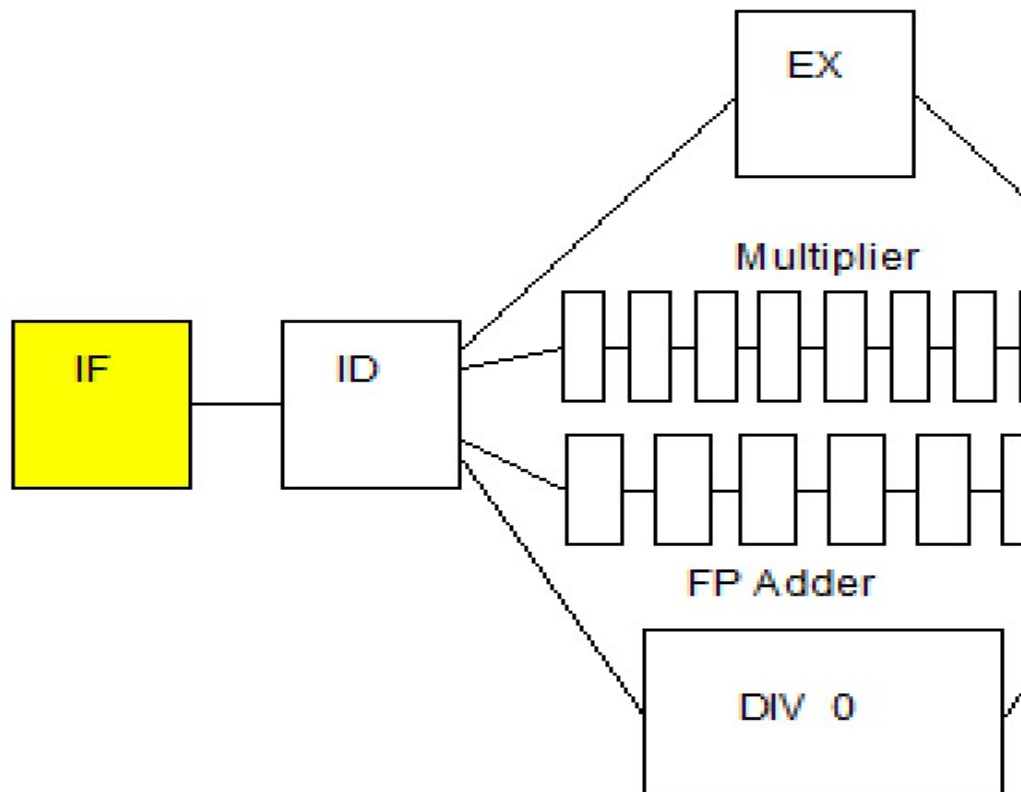 EX
Multiplier
IF
ID
FP Adder
DIV 0